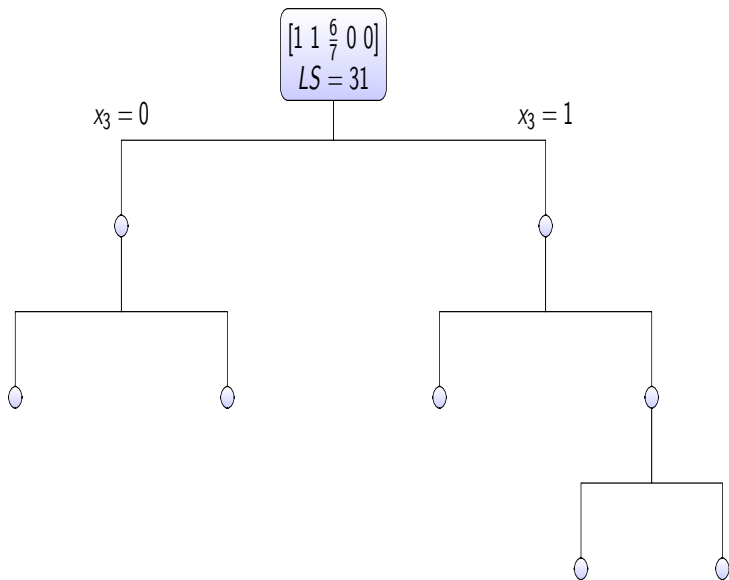 [1 1 6/7 0 0]
LS = 31
x₃ = 0
x₃ = 1